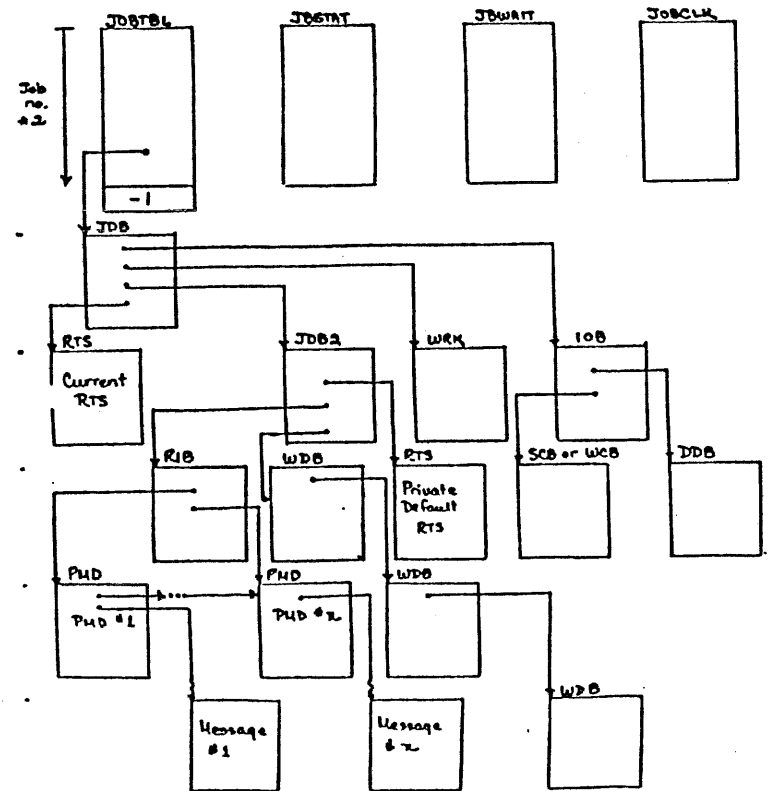 JOBTBL
JBSTAT
JBWAIT
JOBCLK
Job
no.
*2
-1
JDB
RTS
Current
RTS
JDB2
WRK
IOB
RIB
WDB
RTS
Private
Default
RTS
SCB or WCB
DDB
PMD
PMD #1
PMD
PMD #n
WDB
Message
#1
Message
#n
WDB